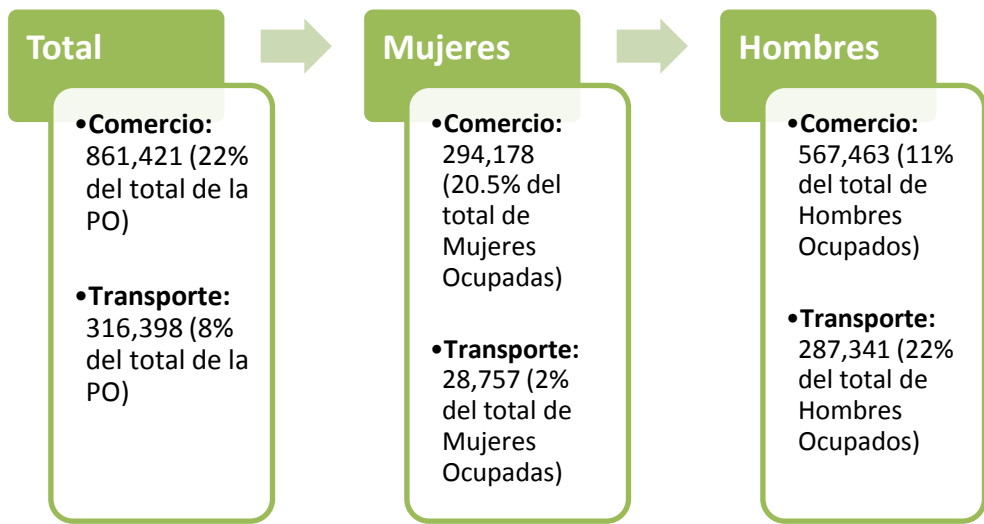 Total
•Comercio:
861,421 (22%
del total de la
PO)
•Transporte:
316,398 (8%
del total de la
PO)
Mujeres
•Comercio:
294,178
(20.5% del
total de
Mujeres
Ocupadas)
•Transporte:
28,757 (2%
del total de
Mujeres
Ocupadas)
Hombres
•Comercio:
567,463 (11%
del total de
Hombres
Ocupados)
•Transporte:
287,341 (22%
del total de
Hombres
Ocupados)